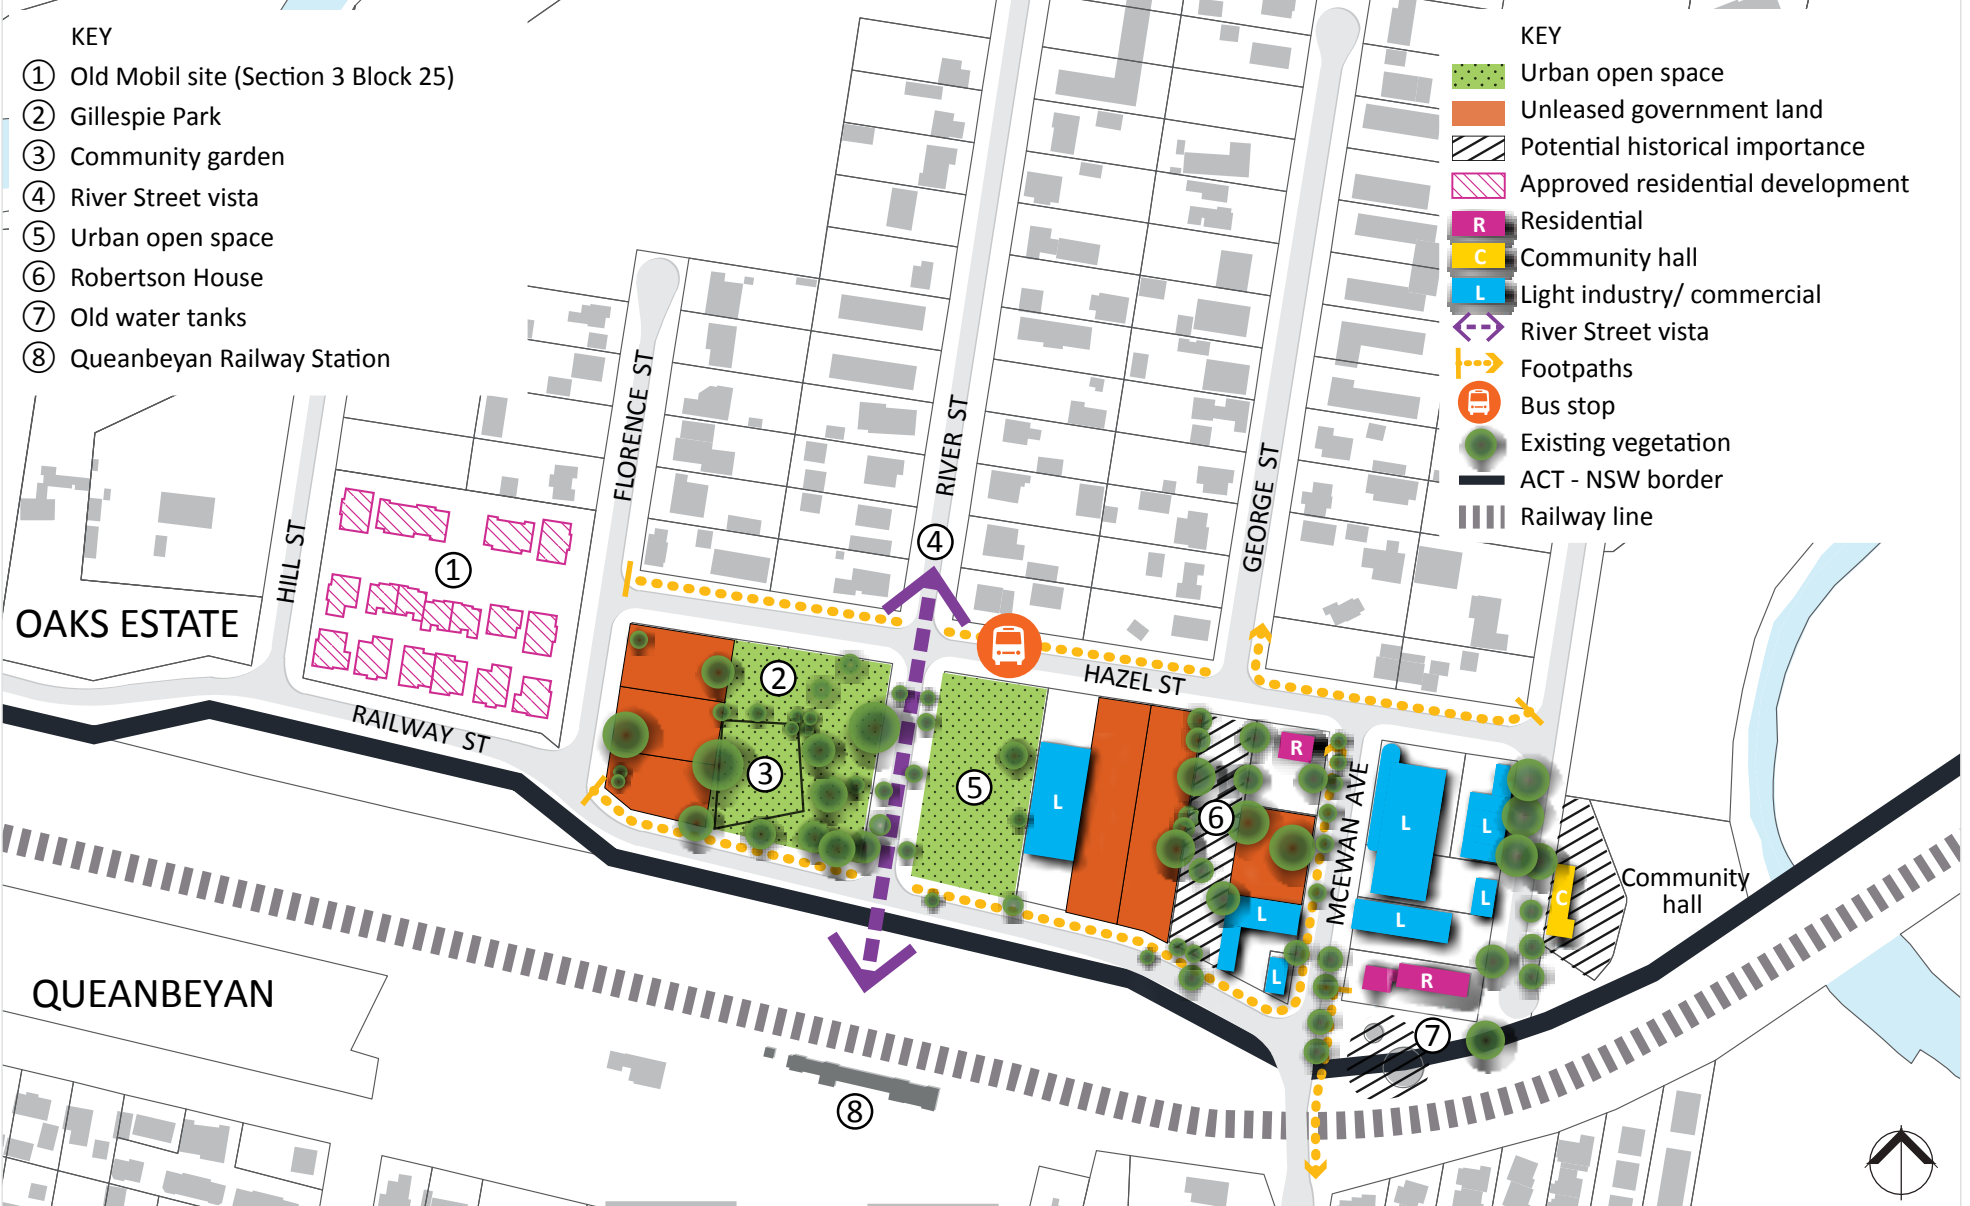 KEY
1 Old Mobil site (Section 3 Block 25)
2 Gillespie Park
3 Community garden
4 River Street vista
5 Urban open space
6 Robertson House
7 Old water tanks
8 Queanbeyan Railway Station
KEY
Urban open space
Unleased government land
Potential historical importance
Approved residential development
R Residential
C Community hall
L Light industry/ commercial
River Street vista
Footpaths
Bus stop
Existing vegetation
ACT - NSW border
Railway line
FLORENCE ST
RIVER ST
GEORGE ST
HILL ST
4
1
OAKS ESTATE
HAZEL ST
RAILWAY ST
2
3
5
L
6
R
MCEWAN AVE
L
L
L
L
L
L
R
C
Community
hall
7
QUEANBEYAN
8